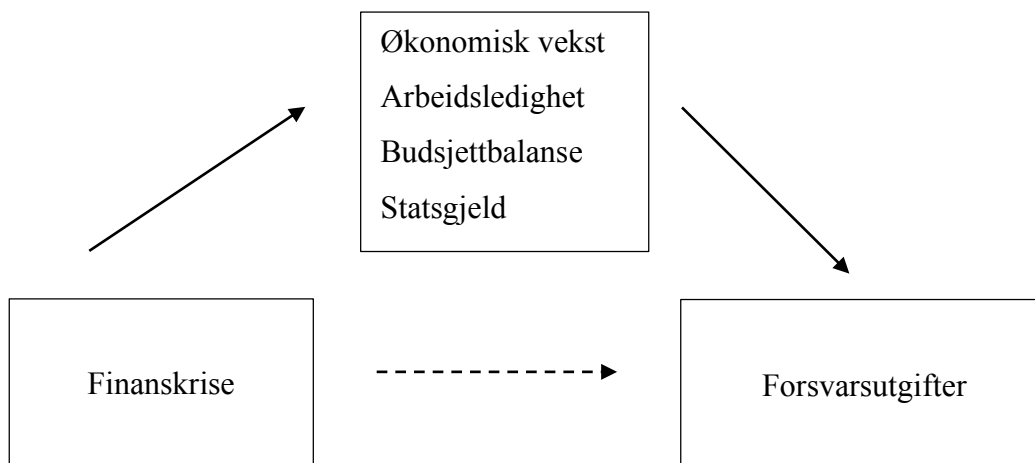 Økonomisk vekst
Arbeidsledighet
Budsjettbalanse
Statsgjeld
Finanskrise
Forsvarsutgifter